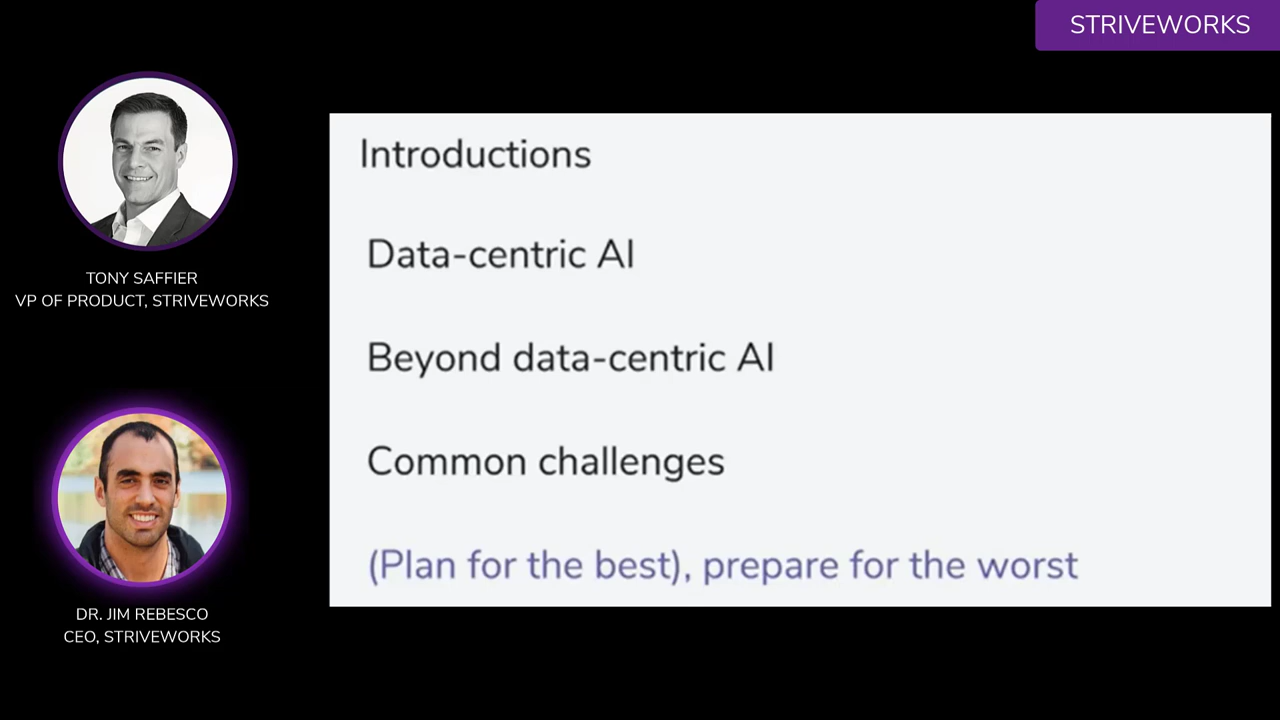 STRIVEWORKS
TONY SAFFIER
VP OF PRODUCT, STRIVEWORKS
DR. JIM REBESCO
CEO, STRIVEWORKS
Introductions
Data-centric AI
Beyond data-centric AI
Common challenges
(Plan for the best), prepare for the worst